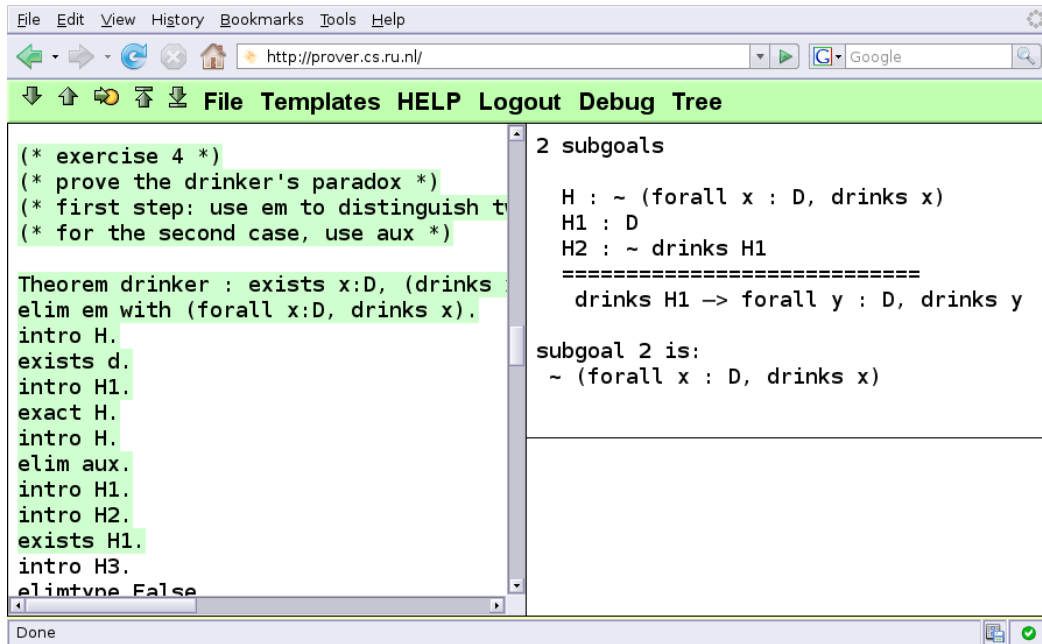 File Edit View History Bookmarks Tools Help
http://prover.cs.ru.nl/
G Google
File Templates HELP Logout Debug Tree
(* exercise 4 *)
(* prove the drinker's paradox *)
(* first step: use em to distinguish
(* for the second case, use aux *)
Theorem drinker : exists x:D, (drinks
elim em with (forall x:D, drinks x).
intro H.
exists d.
intro H1.
exact H.
intro H.
elim aux.
intro H1.
intro H2.
exists H1.
intro H3.
elimtype False
2 subgoals
H : ~ (forall x : D, drinks x)
H1 : D
H2 : ~ drinks H1
============================
drinks H1 —> forall y : D, drinks y
subgoal 2 is:
~ (forall x : D, drinks x)
Done